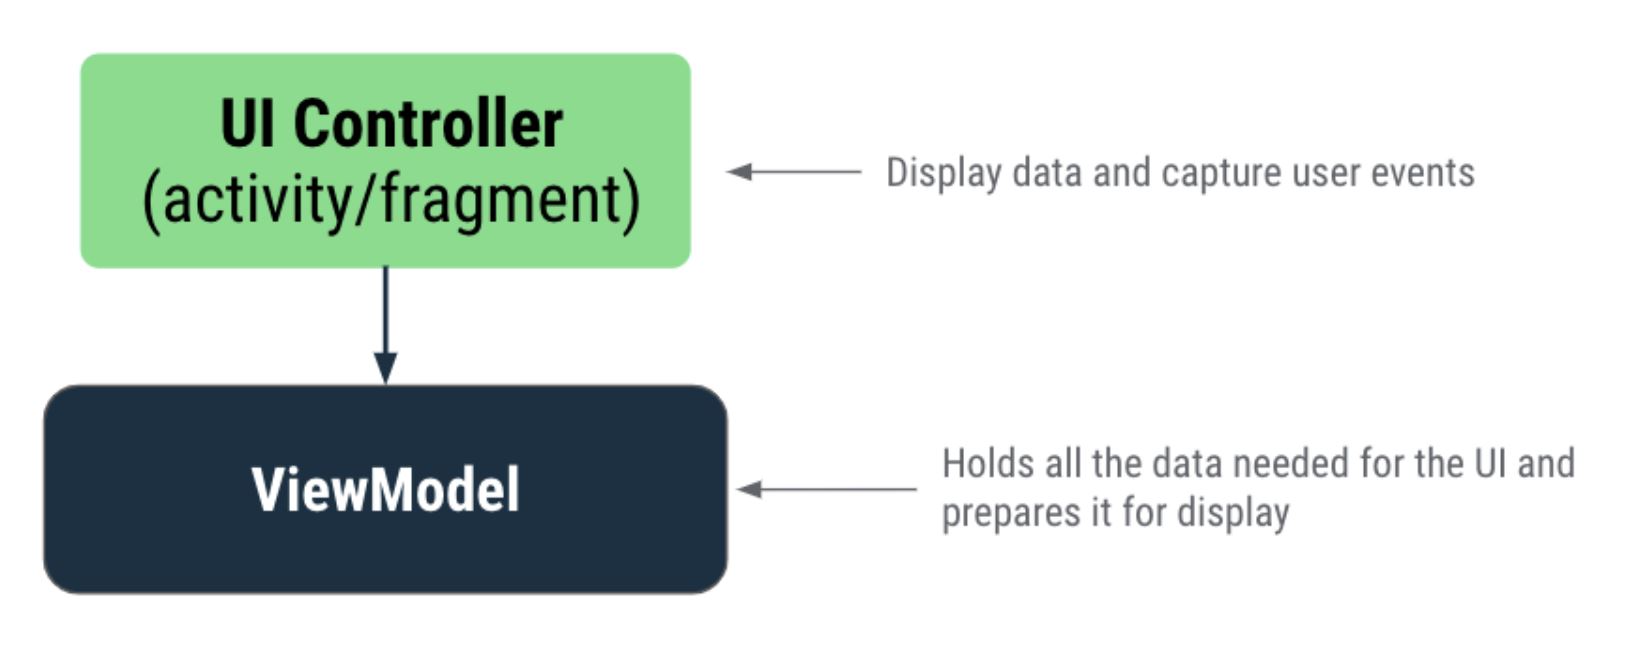 UI Controller
(activity/fragment)
Display data and capture user events
ViewModel
Holds all the data needed for the UI and
prepares it for display